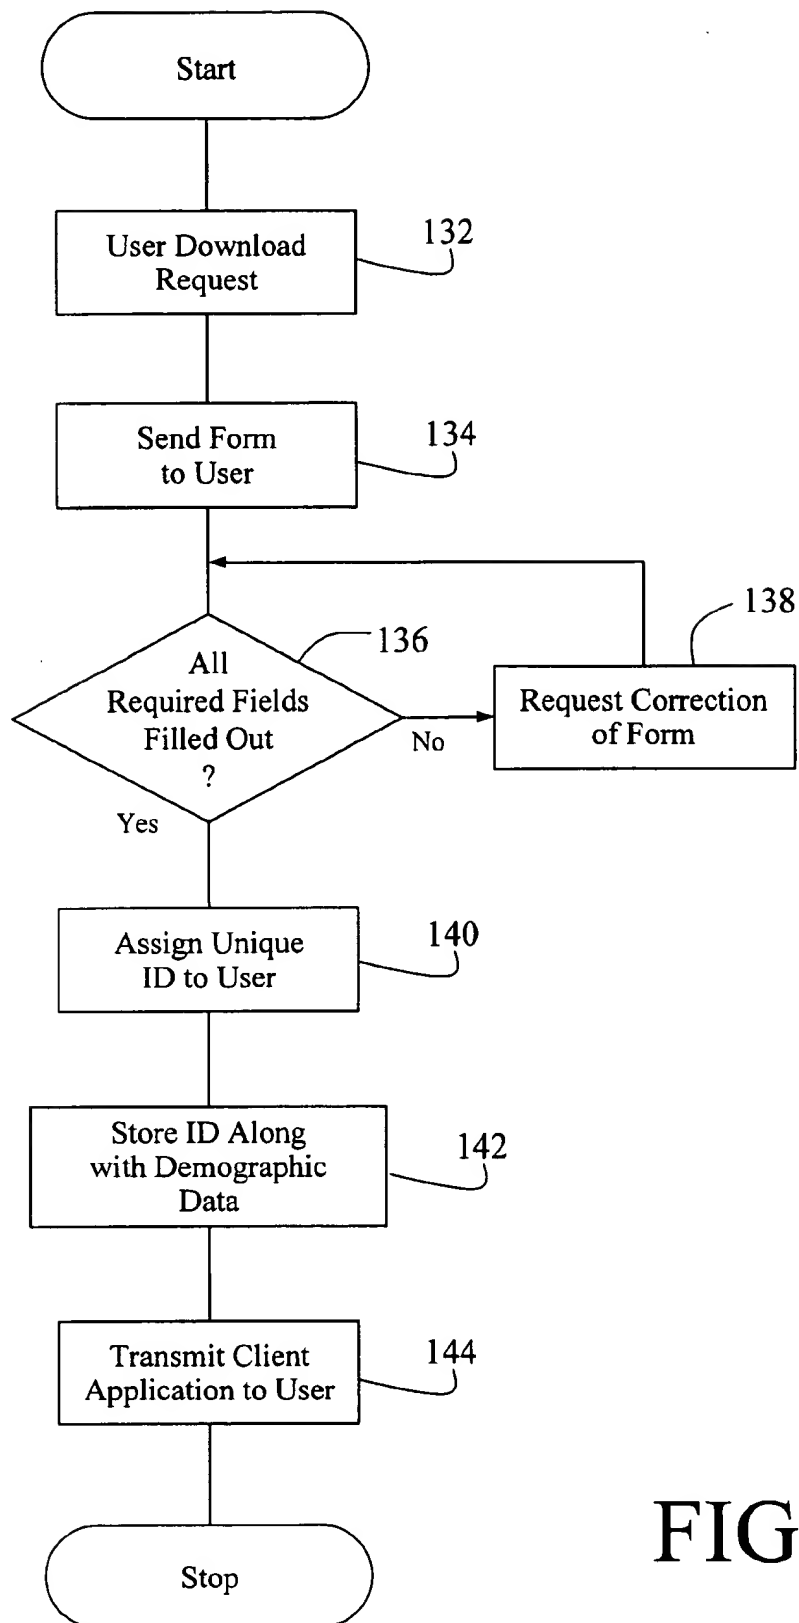 Start
User Download
Request
132
Send Form
to User
134
All
Required Fields
Filled Out
?
136
138
Request Correction
of Form
No
Yes
Assign Unique
ID to User
140
Store ID Along
with Demographic
Data
142
Transmit Client
Application to User
144
Stop
FIG